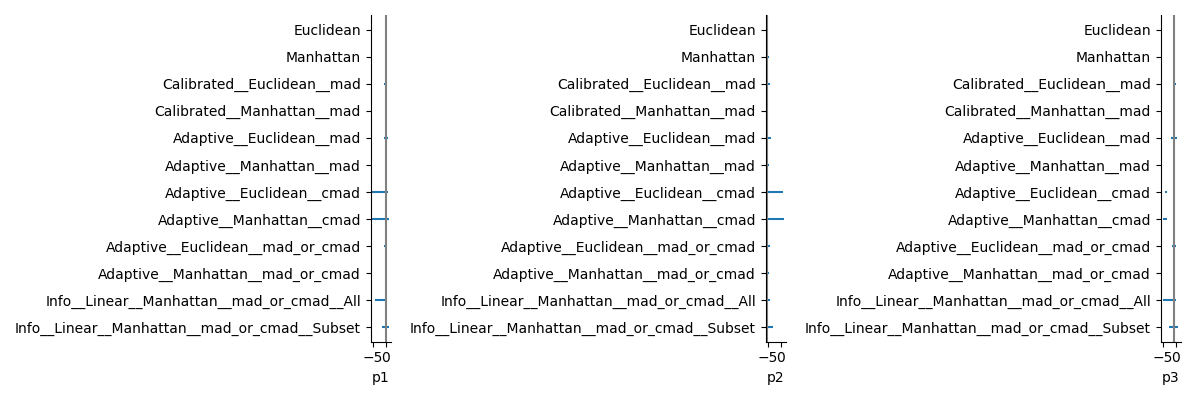 Euclidean
Manhattan
Calibrated__Euclidean__mad
Calibrated__Manhattan__mad
Adaptive__Euclidean__mad
Adaptive__Manhattan__mad
Adaptive__Euclidean__cmad
Adaptive__Manhattan__cmad
Adaptive__Euclidean__mad_or_cmad
Adaptive__Manhattan__mad_or_cmad
Info__Linear__Manhattan__mad_or_cmad__All
Info__Linear__Manhattan__mad_or_cmad__Subset
−50
p1
Euclidean
Manhattan
Calibrated__Euclidean__mad
Calibrated__Manhattan__mad
Adaptive__Euclidean__mad
Adaptive__Manhattan__mad
Adaptive__Euclidean__cmad
Adaptive__Manhattan__cmad
Adaptive__Euclidean__mad_or_cmad
Adaptive__Manhattan__mad_or_cmad
Info__Linear__Manhattan__mad_or_cmad__All
Info__Linear__Manhattan__mad_or_cmad__Subset
−50
p2
Euclidean
Manhattan
Calibrated__Euclidean__mad
Calibrated__Manhattan__mad
Adaptive__Euclidean__mad
Adaptive__Manhattan__mad
Adaptive__Euclidean__cmad
Adaptive__Manhattan__cmad
Adaptive__Euclidean__mad_or_cmad
Adaptive__Manhattan__mad_or_cmad
Info__Linear__Manhattan__mad_or_cmad__All
Info__Linear__Manhattan__mad_or_cmad__Subset
−50
p3